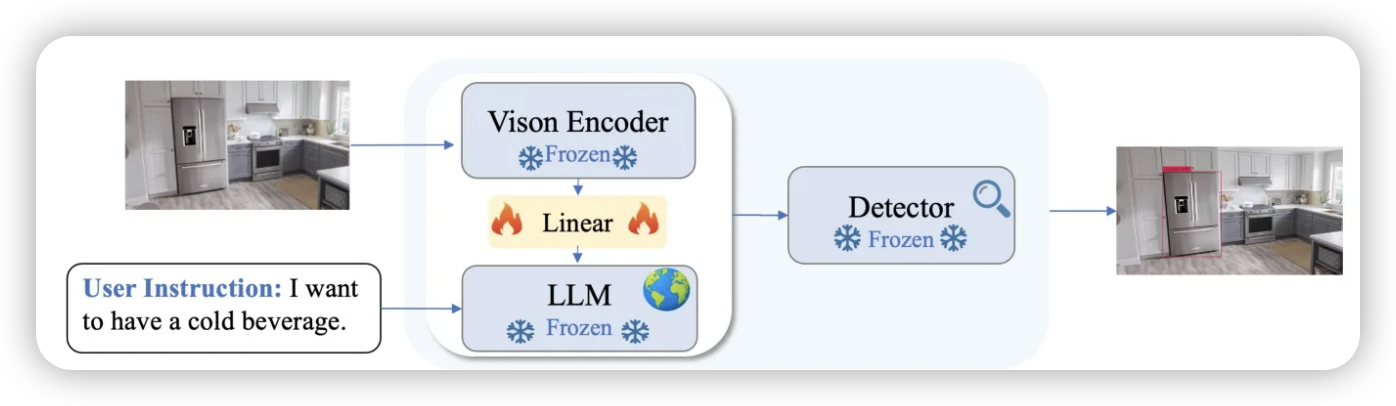 Vison Encoder
Frozen
Linear
User Instruction: I want
to have a cold beverage.
LLM
Frozen
Detector
Frozen